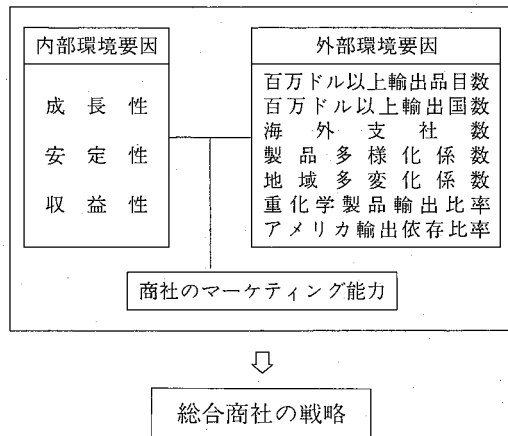 内部環境要因
成長性
安定性
収益性
外部環境要因
百万ドル以上輸出品目数
百万ドル以上輸出国数
海外支社数
製品多様化係数
地域多変化係数
重化学製品輸出比率
アメリカ輸出依存比率
商社のマーケティング能力
総合商社の戦略